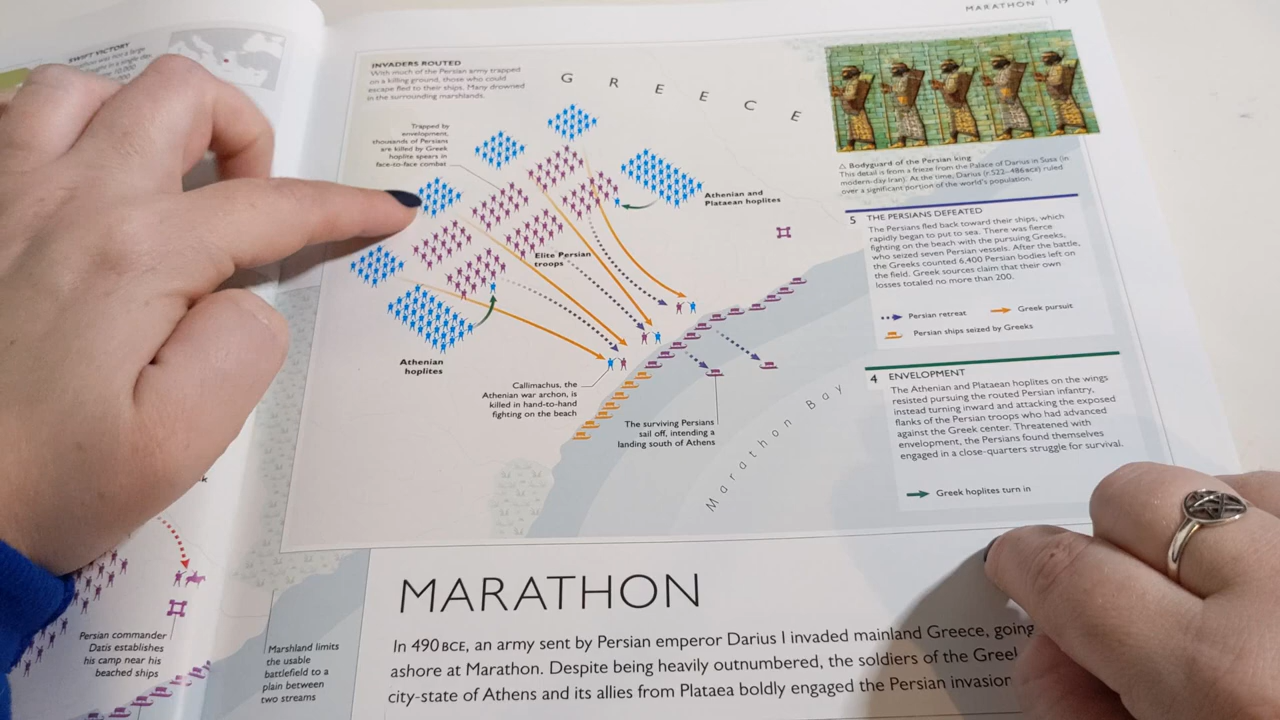 MARATHON | 19
SWIFT VICTORY
INVADERS ROUTED
With much of the Persian army trapped
on a killing ground, those who could
escape fled to their ships. Many drowned
in the surrounding marshlands.
GREECE
Trapped by
envelopment,
thousands of Persians
are killed by Greek
hoplite spears in
face-to-face combat
Athenian and
Plataean hoplites
Elite Persian
troops
Athenian
hoplites
Callimachus, the
Athenian war archon, is
killed in hand-to-hand
fighting on the beach
The surviving Persians
sail off, intending a
landing south of Athens
Marathon Bay
△ Bodyguard of the Persian king
This detail is from a frieze from the Palace of Darius in Susa (in
modern-day Iran). At the time, Darius (r.522–486BCE) ruled
over a significant portion of the world's population.
5 THE PERSIANS DEFEATED
The Persians fled back toward their ships, which
rapidly began to put to sea. There was fierce
fighting on the beach with the pursuing Greeks,
who seized seven Persian vessels. After the battle,
the Greeks counted 6,400 Persian bodies left on
the field. Greek sources claim that their own
losses totaled no more than 200.
Persian retreat
Greek pursuit
Persian ships seized by Greeks
4 ENVELOPMENT
The Athenian and Plataean hoplites on the wings
resisted pursuing the routed Persian infantry,
instead turning inward and attacking the exposed
flanks of the Persian troops who had advanced
against the Greek center. Threatened with
envelopment, the Persians found themselves
engaged in a close-quarters struggle for survival.
Greek hoplites turn in
Persian commander
Datis establishes
his camp near his
beached ships
Marshland limits
the usable
battlefield to a
plain between
two streams
MARATHON
In 490 BCE, an army sent by Persian emperor Darius I invaded mainland Greece, going
ashore at Marathon. Despite being heavily outnumbered, the soldiers of the Gree
city-state of Athens and its allies from Plataea boldly engaged the Persian invasion